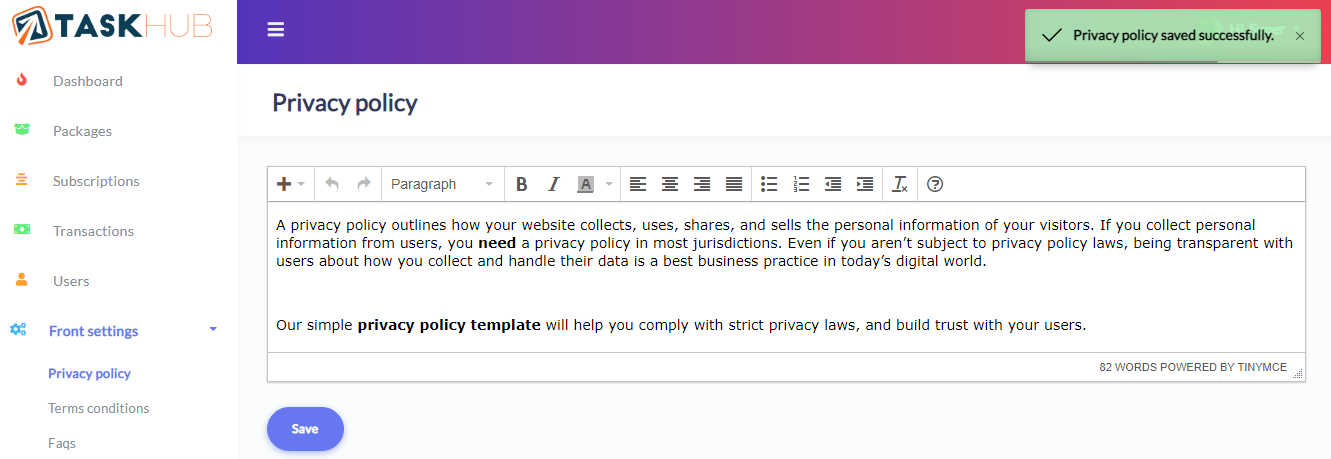 TASKHUB
Privacy policy saved successfully.
Dashboard
Privacy policy
Packages
Subscriptions
Transactions
Users
Front settings
Privacy policy
Terms conditions
Faqs
Paragraph
B I A
A privacy policy outlines how your website collects, uses, shares, and sells the personal information of your visitors. If you collect personal
information from users, you need a privacy policy in most jurisdictions. Even if you aren’t subject to privacy policy laws, being transparent with
users about how you collect and handle their data is a best business practice in today’s digital world.
Our simple privacy policy template will help you comply with strict privacy laws, and build trust with your users.
82 WORDS POWERED BY TINYMCE
Save